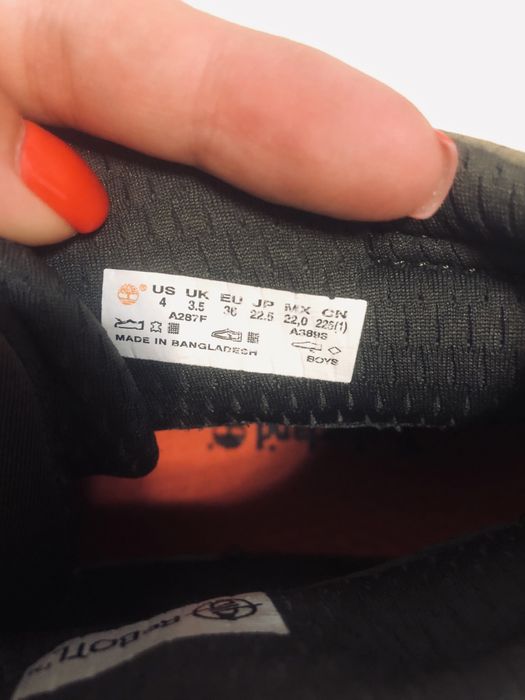 ® US UK EU JP MX CN
4 3.5 36 22.5 22,0 225(1)
A287F A389S
MADE IN BANGLADESH BOYS
ReBOTL™